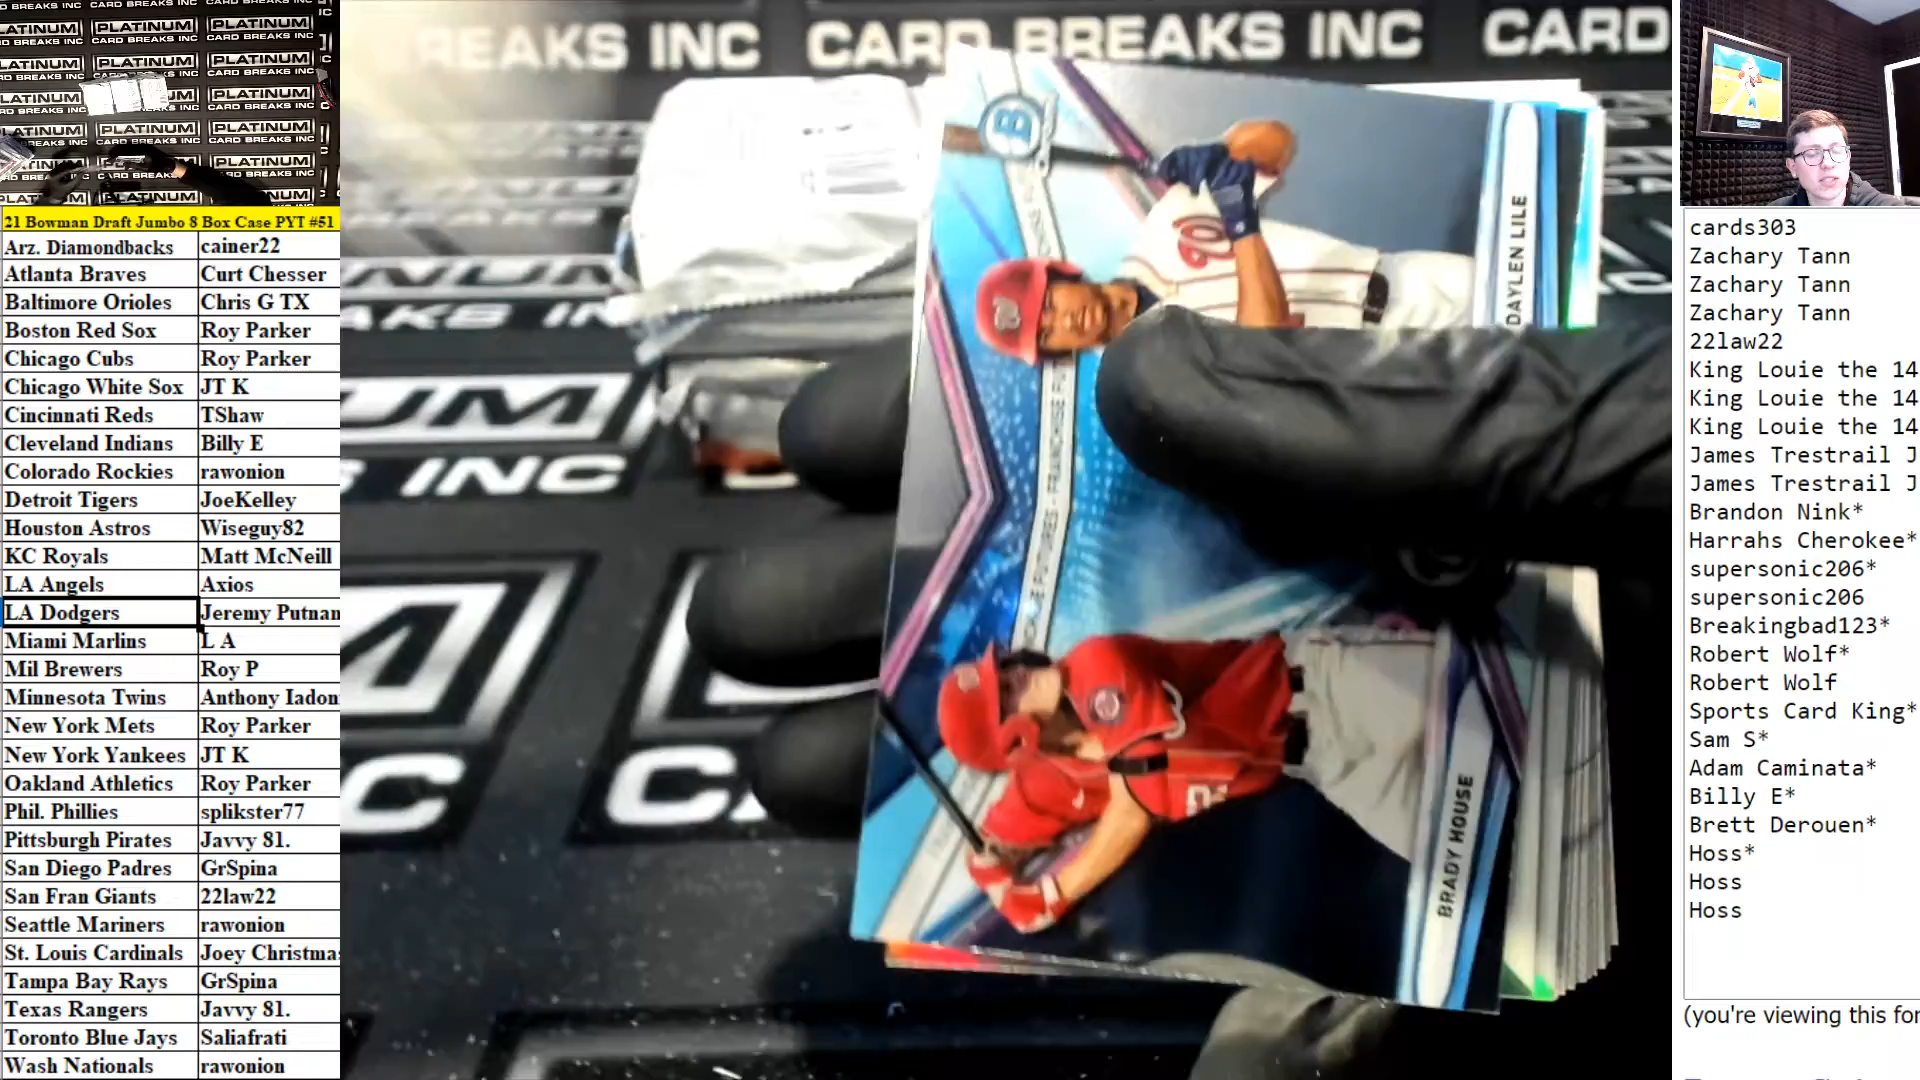 21 Bowman Draft Jumbo 8 Box Case PYT #51
Arz. Diamondbacks cainer22
Atlanta Braves Curt Chesser
Baltimore Orioles Chris G TX
Boston Red Sox Roy Parker
Chicago Cubs Roy Parker
Chicago White Sox JT K
Cincinnati Reds TShaw
Cleveland Indians Billy E
Colorado Rockies rawonion
Detroit Tigers JoeKelley
Houston Astros Wiseguy82
KC Royals Matt McNeill
LA Angels Axios
LA Dodgers Jeremy Putnan
Miami Marlins L A
Mil Brewers Roy P
Minnesota Twins Anthony Iadon
New York Mets Roy Parker
New York Yankees JT K
Oakland Athletics Roy Parker
Phil. Phillies splikster77
Pittsburgh Pirates Javvy 81.
San Diego Padres GrSpina
San Fran Giants 22law22
Seattle Mariners rawonion
St. Louis Cardinals Joey Christma
Tampa Bay Rays GrSpina
Texas Rangers Javvy 81.
Toronto Blue Jays Saliafrati
Wash Nationals rawonion
BREAKS INC CARD BREAKS INC CARD
DAYLEN LILE
BRADY HOUSE
cards303
Zachary Tann
Zachary Tann
Zachary Tann
22law22
King Louie the 14
King Louie the 14
King Louie the 14
James Trestrail J
James Trestrail J
Brandon Nink*
Harrahs Cherokee*
supersonic206*
supersonic206
Breakingbad123*
Robert Wolf*
Robert Wolf
Sports Card King*
Sam S*
Adam Caminata*
Billy E*
Brett Derouen*
Hoss*
Hoss
Hoss
(you're viewing this for